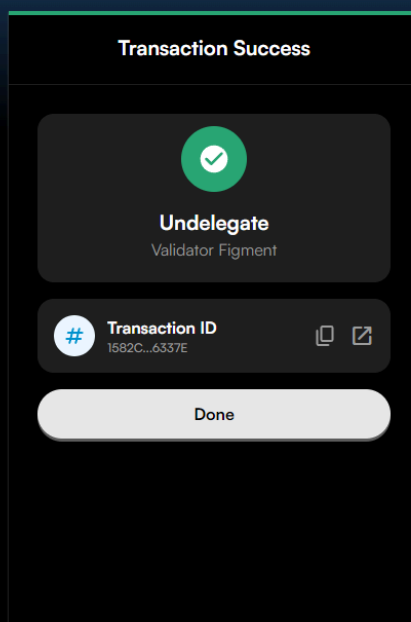 Transaction Success
Undelegate
Validator Figment
#
Transaction ID
1582C...6337E
Done